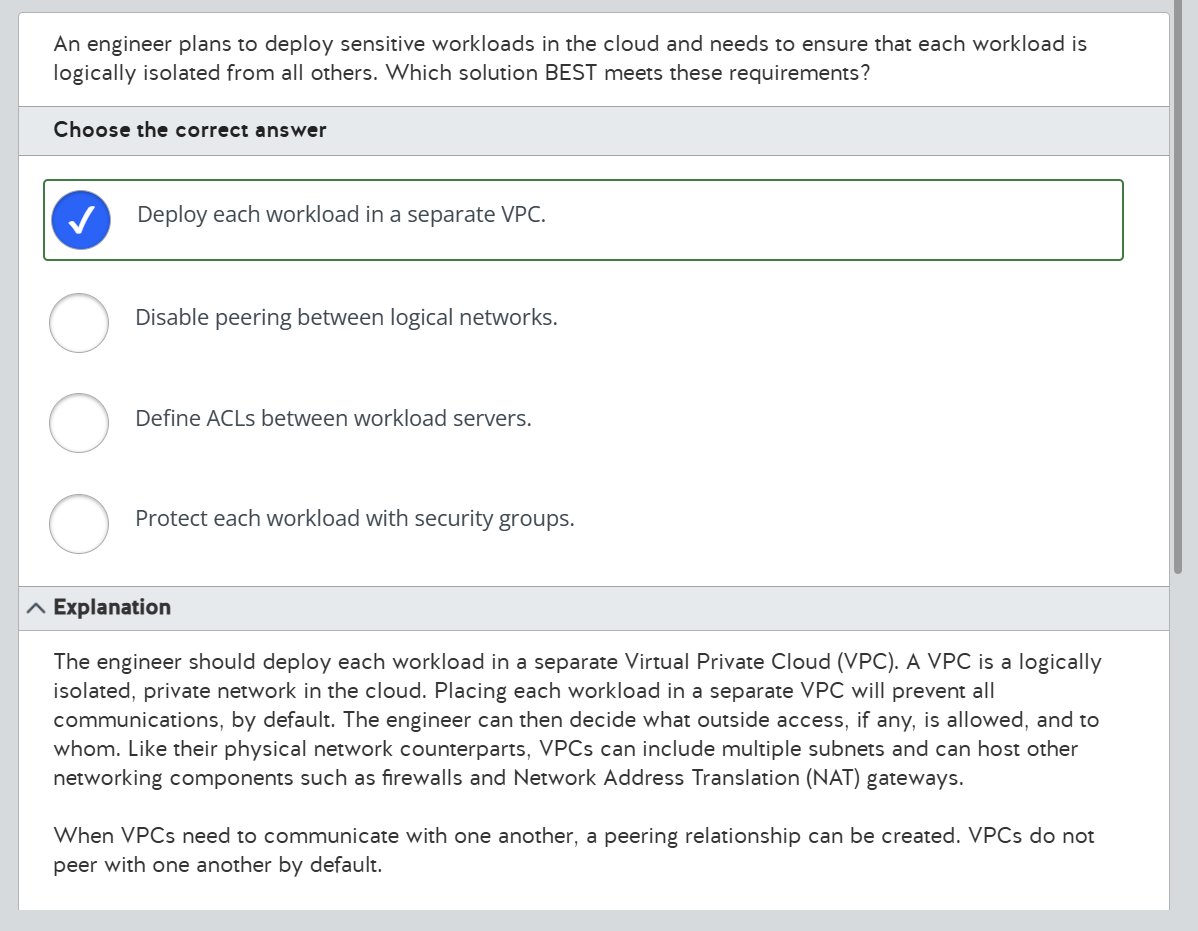 An engineer plans to deploy sensitive workloads in the cloud and needs to ensure that each workload is
logically isolated from all others. Which solution BEST meets these requirements?
Choose the correct answer
Deploy each workload in a separate VPC.
Disable peering between logical networks.
Define ACLs between workload servers.
Protect each workload with security groups.
Explanation
The engineer should deploy each workload in a separate Virtual Private Cloud (VPC). A VPC is a logically
isolated, private network in the cloud. Placing each workload in a separate VPC will prevent all
communications, by default. The engineer can then decide what outside access, if any, is allowed, and to
whom. Like their physical network counterparts, VPCs can include multiple subnets and can host other
networking components such as firewalls and Network Address Translation (NAT) gateways.
When VPCs need to communicate with one another, a peering relationship can be created. VPCs do not
peer with one another by default.